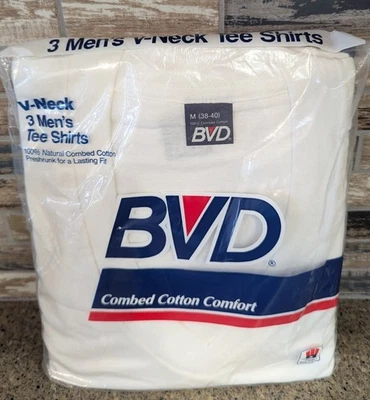 3 Men's V-Neck Tee Shirts
V-Neck
3 Men's
Tee Shirts
100% Natural Combed Cotton
Preshrunk for a Lasting Fit
M (38-40)
BVD
BVD
®
Combed Cotton Comfort